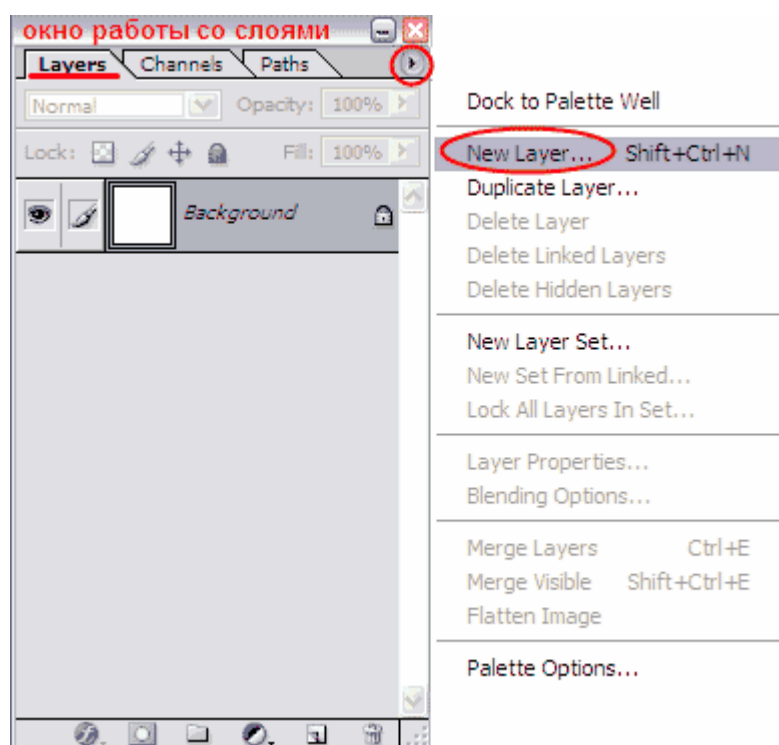 окно работы со слоями
Layers Channels Paths
Normal Opacity: 100%
Lock: Fill: 100%
Background
Dock to Palette Well
New Layer... Shift+Ctrl+N
Duplicate Layer...
Delete Layer
Delete Linked Layers
Delete Hidden Layers
New Layer Set...
New Set From Linked...
Lock All Layers In Set...
Layer Properties...
Blending Options...
Merge Layers Ctrl+E
Merge Visible Shift+Ctrl+E
Flatten Image
Palette Options...